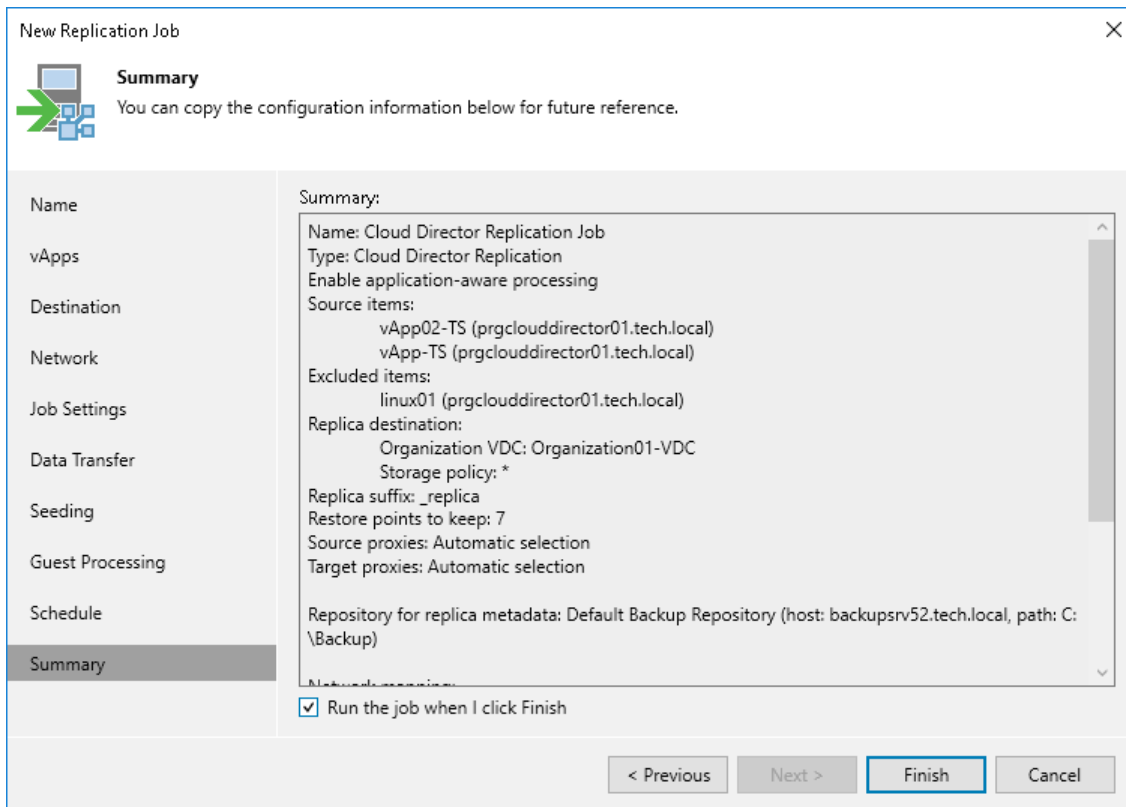 New Replication Job
Summary
You can copy the configuration information below for future reference.
Name
vApps
Destination
Network
Job Settings
Data Transfer
Seeding
Guest Processing
Schedule
Summary
Summary:
Name: Cloud Director Replication Job
Type: Cloud Director Replication
Enable application-aware processing
Source items:
vApp02-TS (prgclouddirector01.tech.local)
vApp-TS (prgclouddirector01.tech.local)
Excluded items:
linux01 (prgclouddirector01.tech.local)
Replica destination:
Organization VDC: Organization01-VDC
Storage policy: *
Replica suffix: _replica
Restore points to keep: 7
Source proxies: Automatic selection
Target proxies: Automatic selection
Repository for replica metadata: Default Backup Repository (host: backupsrv52.tech.local, path: C:
\Backup)
Network mapping:
Run the job when I click Finish
< Previous
Next >
Finish
Cancel